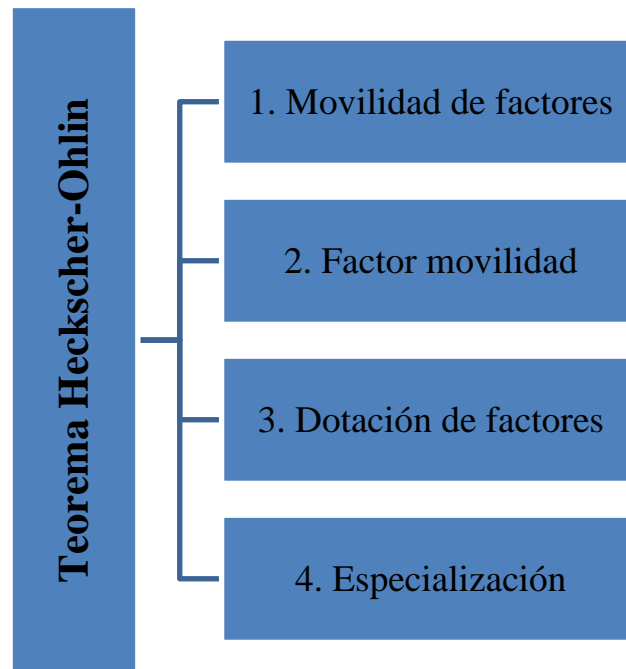 Teorema Heckscher-Ohlin
1. Movilidad de factores
2. Factor movilidad
3. Dotación de factores
4. Especialización